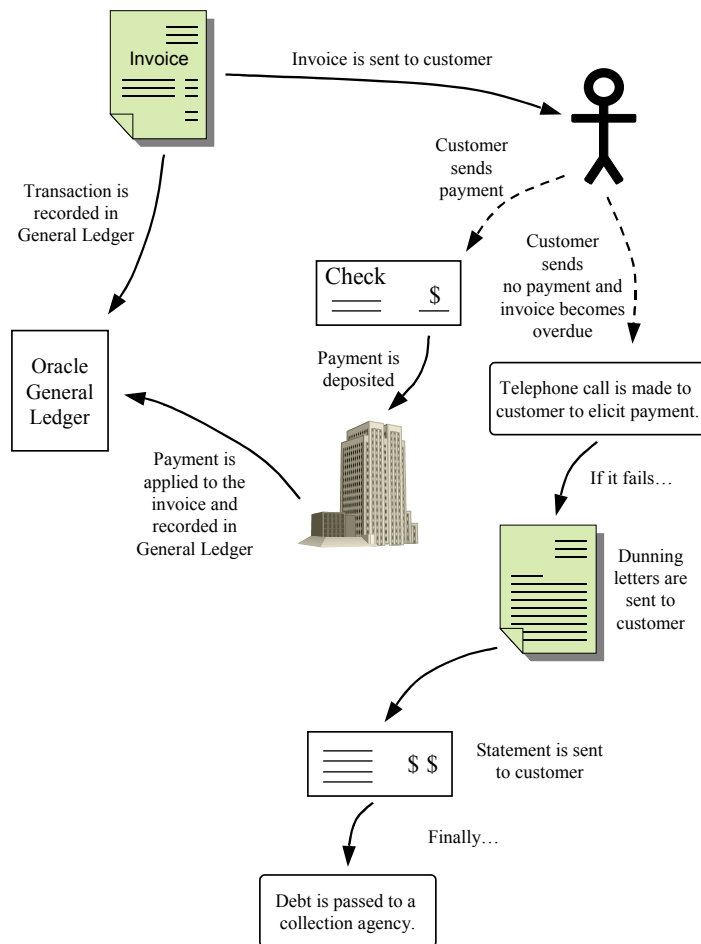 Invoice
Invoice is sent to customer
Customer
sends
payment
Transaction is
recorded in
General Ledger
Customer
sends
no payment and
invoice becomes
overdue
Check
$
Payment is
deposited
Oracle
General
Ledger
Telephone call is made to
customer to elicit payment.
Payment is
applied to the
invoice and
recorded in
General Ledger
If it fails…
Dunning
letters are
sent to
customer
$ $
Statement is sent
to customer
Finally…
Debt is passed to a
collection agency.